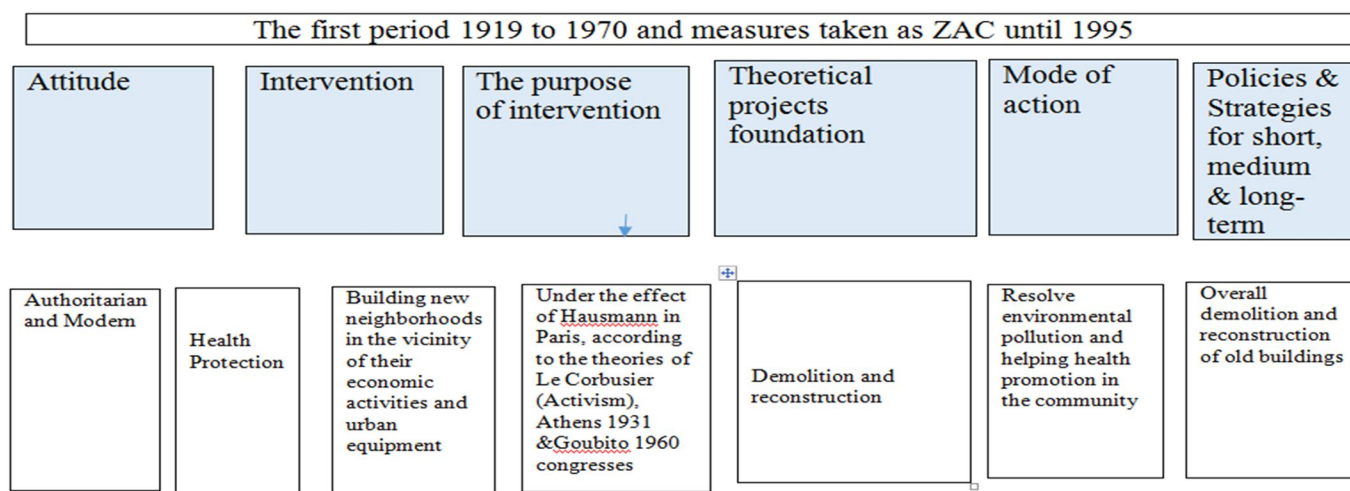 The first period 1919 to 1970 and measures taken as ZAC until 1995
Attitude
Intervention
The purpose
of intervention
Theoretical
projects
foundation
Mode of
action
Policies &
Strategies
for short,
medium
& long-
term
Authoritarian
and Modern
Health
Protection
Building new
neighborhoods
in the vicinity
of their
economic
activities and
urban
equipment
Under the effect
of Hausmann in
Paris, according
to the theories of
Le Corbusier
(Activism),
Athens 1931
&Goubito 1960
congresses
Demolition and
reconstruction
Resolve
environmental
pollution and
helping health
promotion in
the community
Overall
demolition and
reconstruction
of old buildings